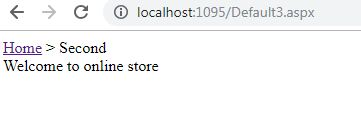 localhost:1095/Default3.aspx
Home > Second
Welcome to online store